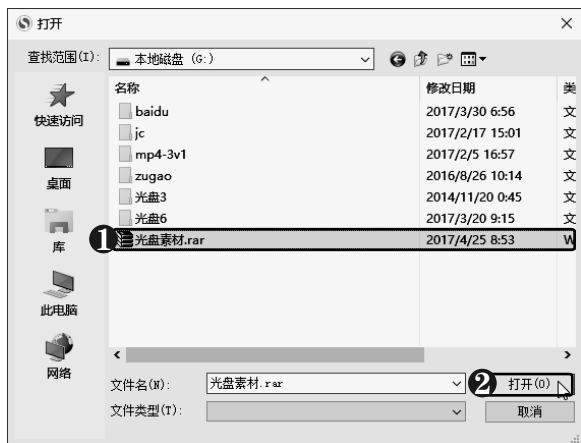 打开
查找范围(I): 本地磁盘 (G:)
名称 修改日期 类
baidu 2017/3/30 6:56 文
jc 2017/2/17 15:01 文
mp4-3v1 2017/2/5 16:57 文
zugao 2016/8/26 10:14 文
光盘3 2014/11/20 0:45 文
光盘6 2017/3/20 9:15 文
1 光盘素材.rar 2017/4/25 8:53 W
快速访问
桌面
库
此电脑
网络
文件名(N): 光盘素材.rar 2 打开(O)
文件类型(T): 取消